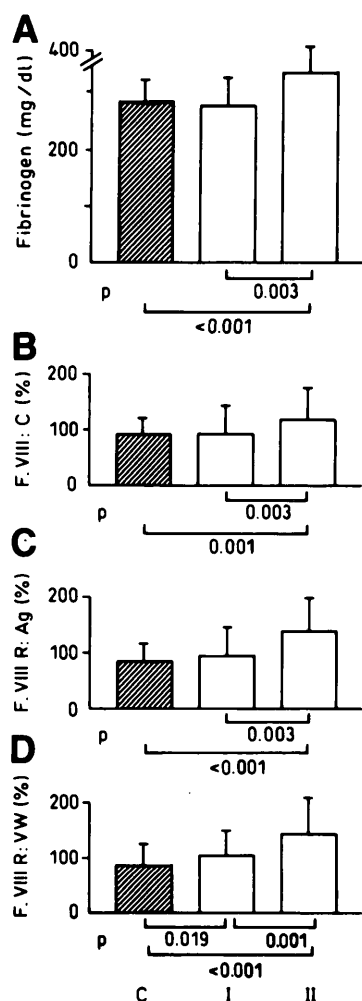 A
Fibrinogen (mg/dl)
400
200
0
p
0.003
<0.001
B
F. VIII: C (%)
200
100
0
p
0.003
0.001
C
F. VIII R: Ag (%)
200
100
0
p
0.003
<0.001
D
F. VIII R: VW (%)
200
100
0
p
0.019
0.001
<0.001
C I II